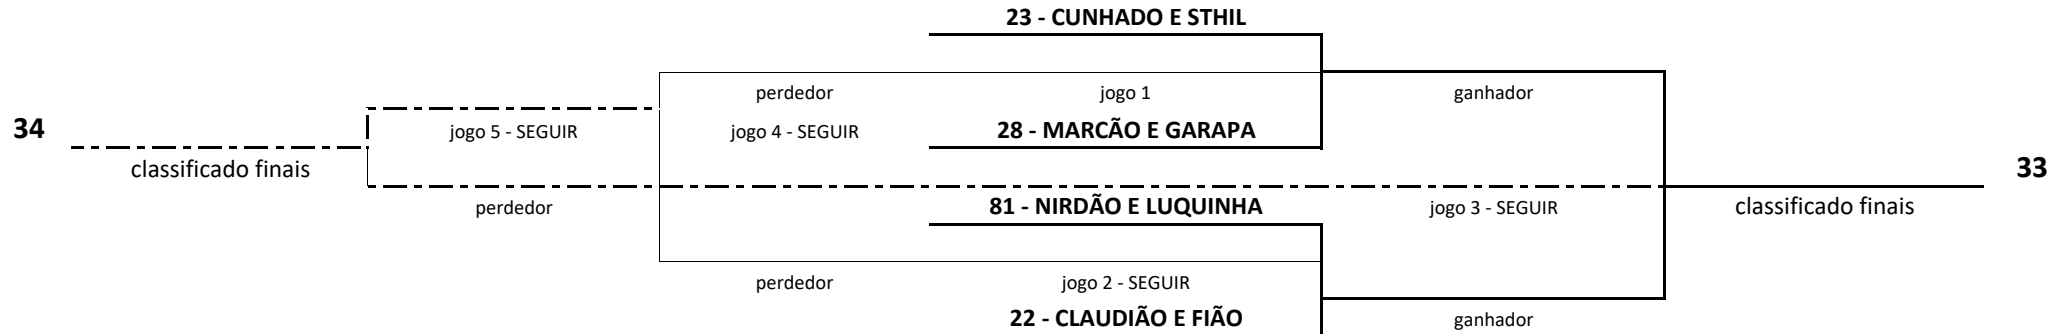 23 - CUNHADO E STHIL
perdedor jogo 1 ganhador
34 jogo 5 - SEGUIR jogo 4 - SEGUIR 28 - MARCÃO E GARAPA
classificado finais 33
perdedor 81 - NIRDÃO E LUQUINHA jogo 3 - SEGUIR classificado finais
perdedor jogo 2 - SEGUIR
22 - CLAUDIÃO E FIÃO ganhador